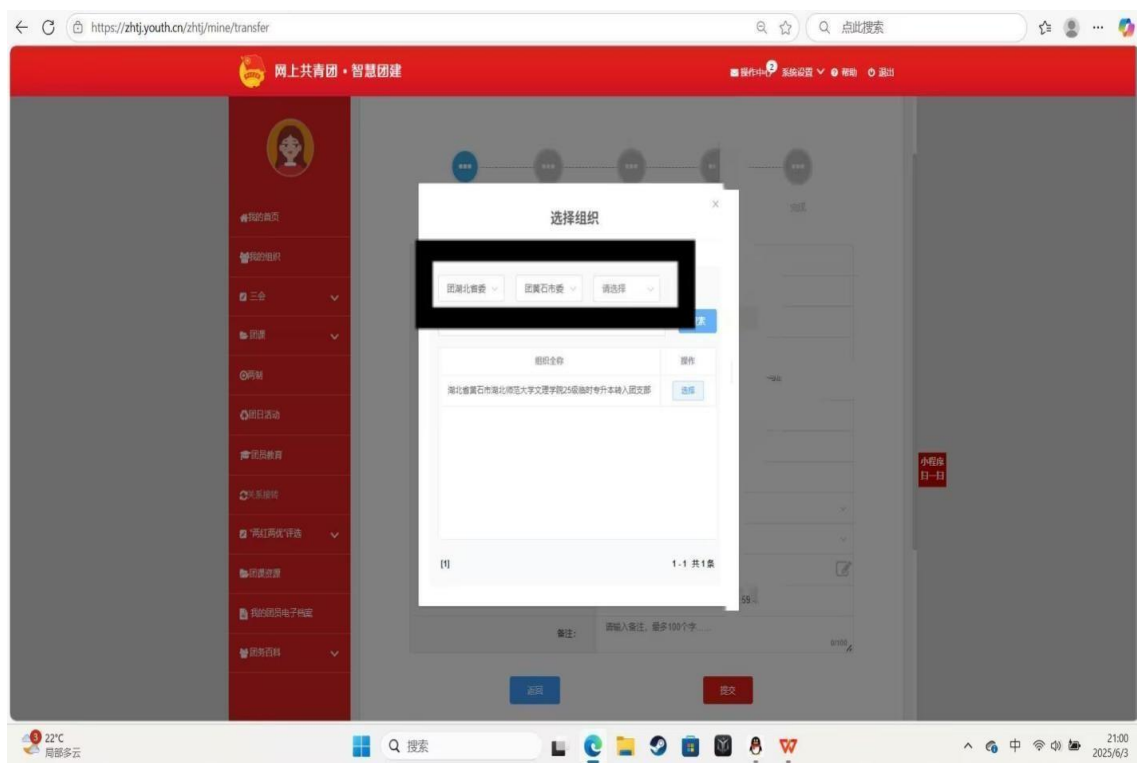 https://zhtj.youth.cn/zhtj/mine/transfer
点此搜索
网上共青团·智慧团建
操作中心 2 系统设置 帮助 退出
选择组织
我的首页
我的组织
三会
团课
两制
团日活动
团员教育
关系接转
“两红两优”评选
团课资源
我的团员电子档案
团务百科
团湖北省委 团黄石市委 请选择
索
组织全称 操作
湖北省黄石市湖北师范大学文理学院25级临时专升本转入团支部 选择
[1] 1-1 共1条
小程序
扫一扫
59
备注: 请输入备注,最多100个字……
0/100
返回 提交
3
22°C
局部多云
搜索
中
21:00
2025/6/3